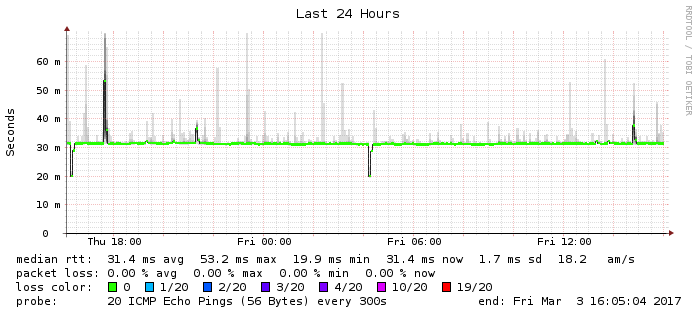 Last 24 Hours
RRDTOOL / TOBI OETIKER
Seconds
60 m
50 m
40 m
30 m
20 m
10 m
0
Thu 18:00 Fri 00:00 Fri 06:00 Fri 12:00
median rtt: 31.4 ms avg 53.2 ms max 19.9 ms min 31.4 ms now 1.7 ms sd 18.2 am/s
packet loss: 0.00 % avg 0.00 % max 0.00 % min 0.00 % now
loss color: 0 1/20 2/20 3/20 4/20 10/20 19/20
probe: 20 ICMP Echo Pings (56 Bytes) every 300s end: Fri Mar 3 16:05:04 2017